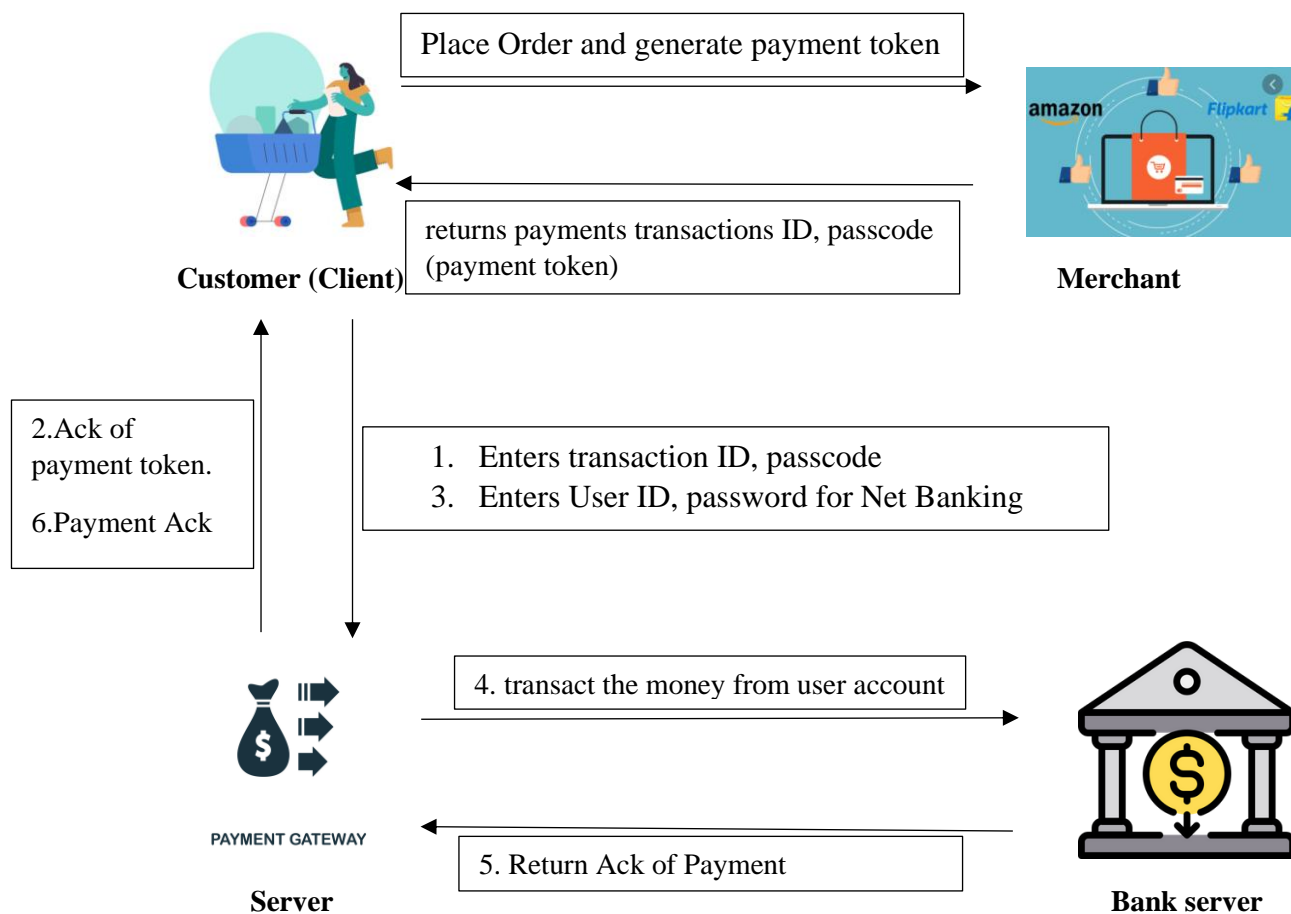 Place Order and generate payment token
amazon
Flipkart
returns payments transactions ID, passcode
(payment token)
Customer (Client)
Merchant
2.Ack of
payment token.
6.Payment Ack
1. Enters transaction ID, passcode
3. Enters User ID, password for Net Banking
$
4. transact the money from user account
$
PAYMENT GATEWAY
5. Return Ack of Payment
Server
Bank server